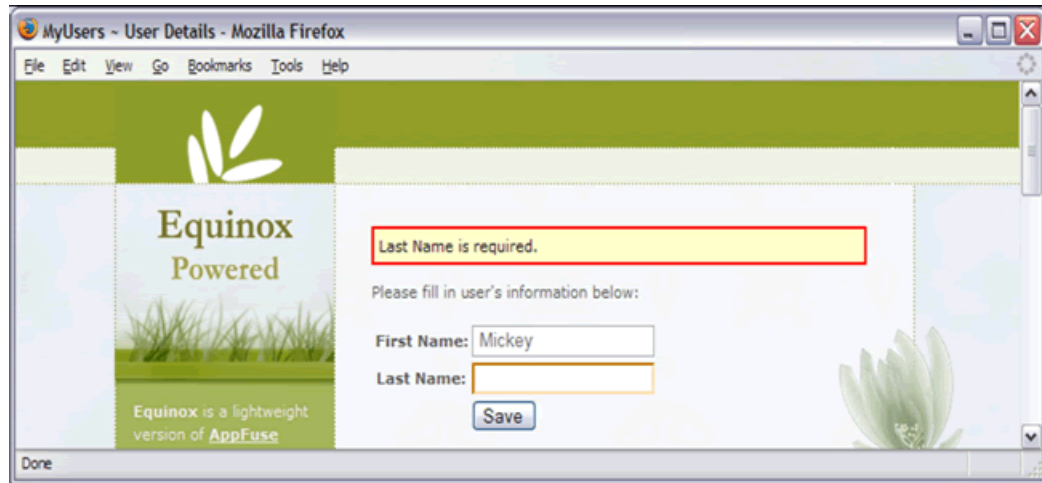 MyUsers ~ User Details - Mozilla Firefox
File Edit View Go Bookmarks Tools Help
Equinox
Powered
Equinox is a lightweight
version of AppFuse
Last Name is required.
Please fill in user's information below:
First Name: Mickey
Last Name:
Save
Done